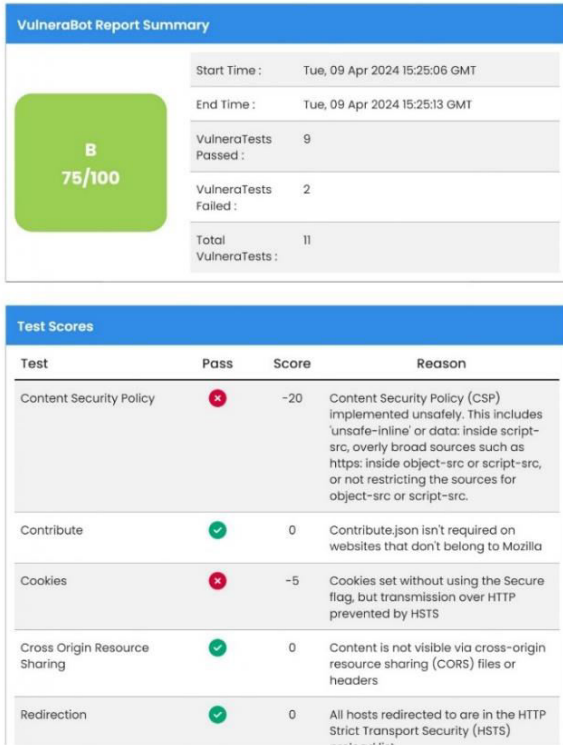 VulneraBot Report Summary
B
75/100
Start Time : Tue, 09 Apr 2024 15:25:06 GMT
End Time : Tue, 09 Apr 2024 15:25:13 GMT
VulneraTests 9
Passed :
VulneraTests 2
Failed :
Total 11
VulneraTests :
Test Scores
Test Pass Score Reason
Content Security Policy -20 Content Security Policy (CSP)
implemented unsafely. This includes
'unsafe-inline' or data: inside script-
src, overly broad sources such as
https: inside object-src or script-src,
or not restricting the sources for
object-src or script-src.
Contribute 0 Contribute.json isn't required on
websites that don't belong to Mozilla
Cookies -5 Cookies set without using the Secure
flag, but transmission over HTTP
prevented by HSTS
Cross Origin Resource 0 Content is not visible via cross-origin
Sharing resource sharing (CORS) files or
headers
Redirection 0 All hosts redirected to are in the HTTP
Strict Transport Security (HSTS)